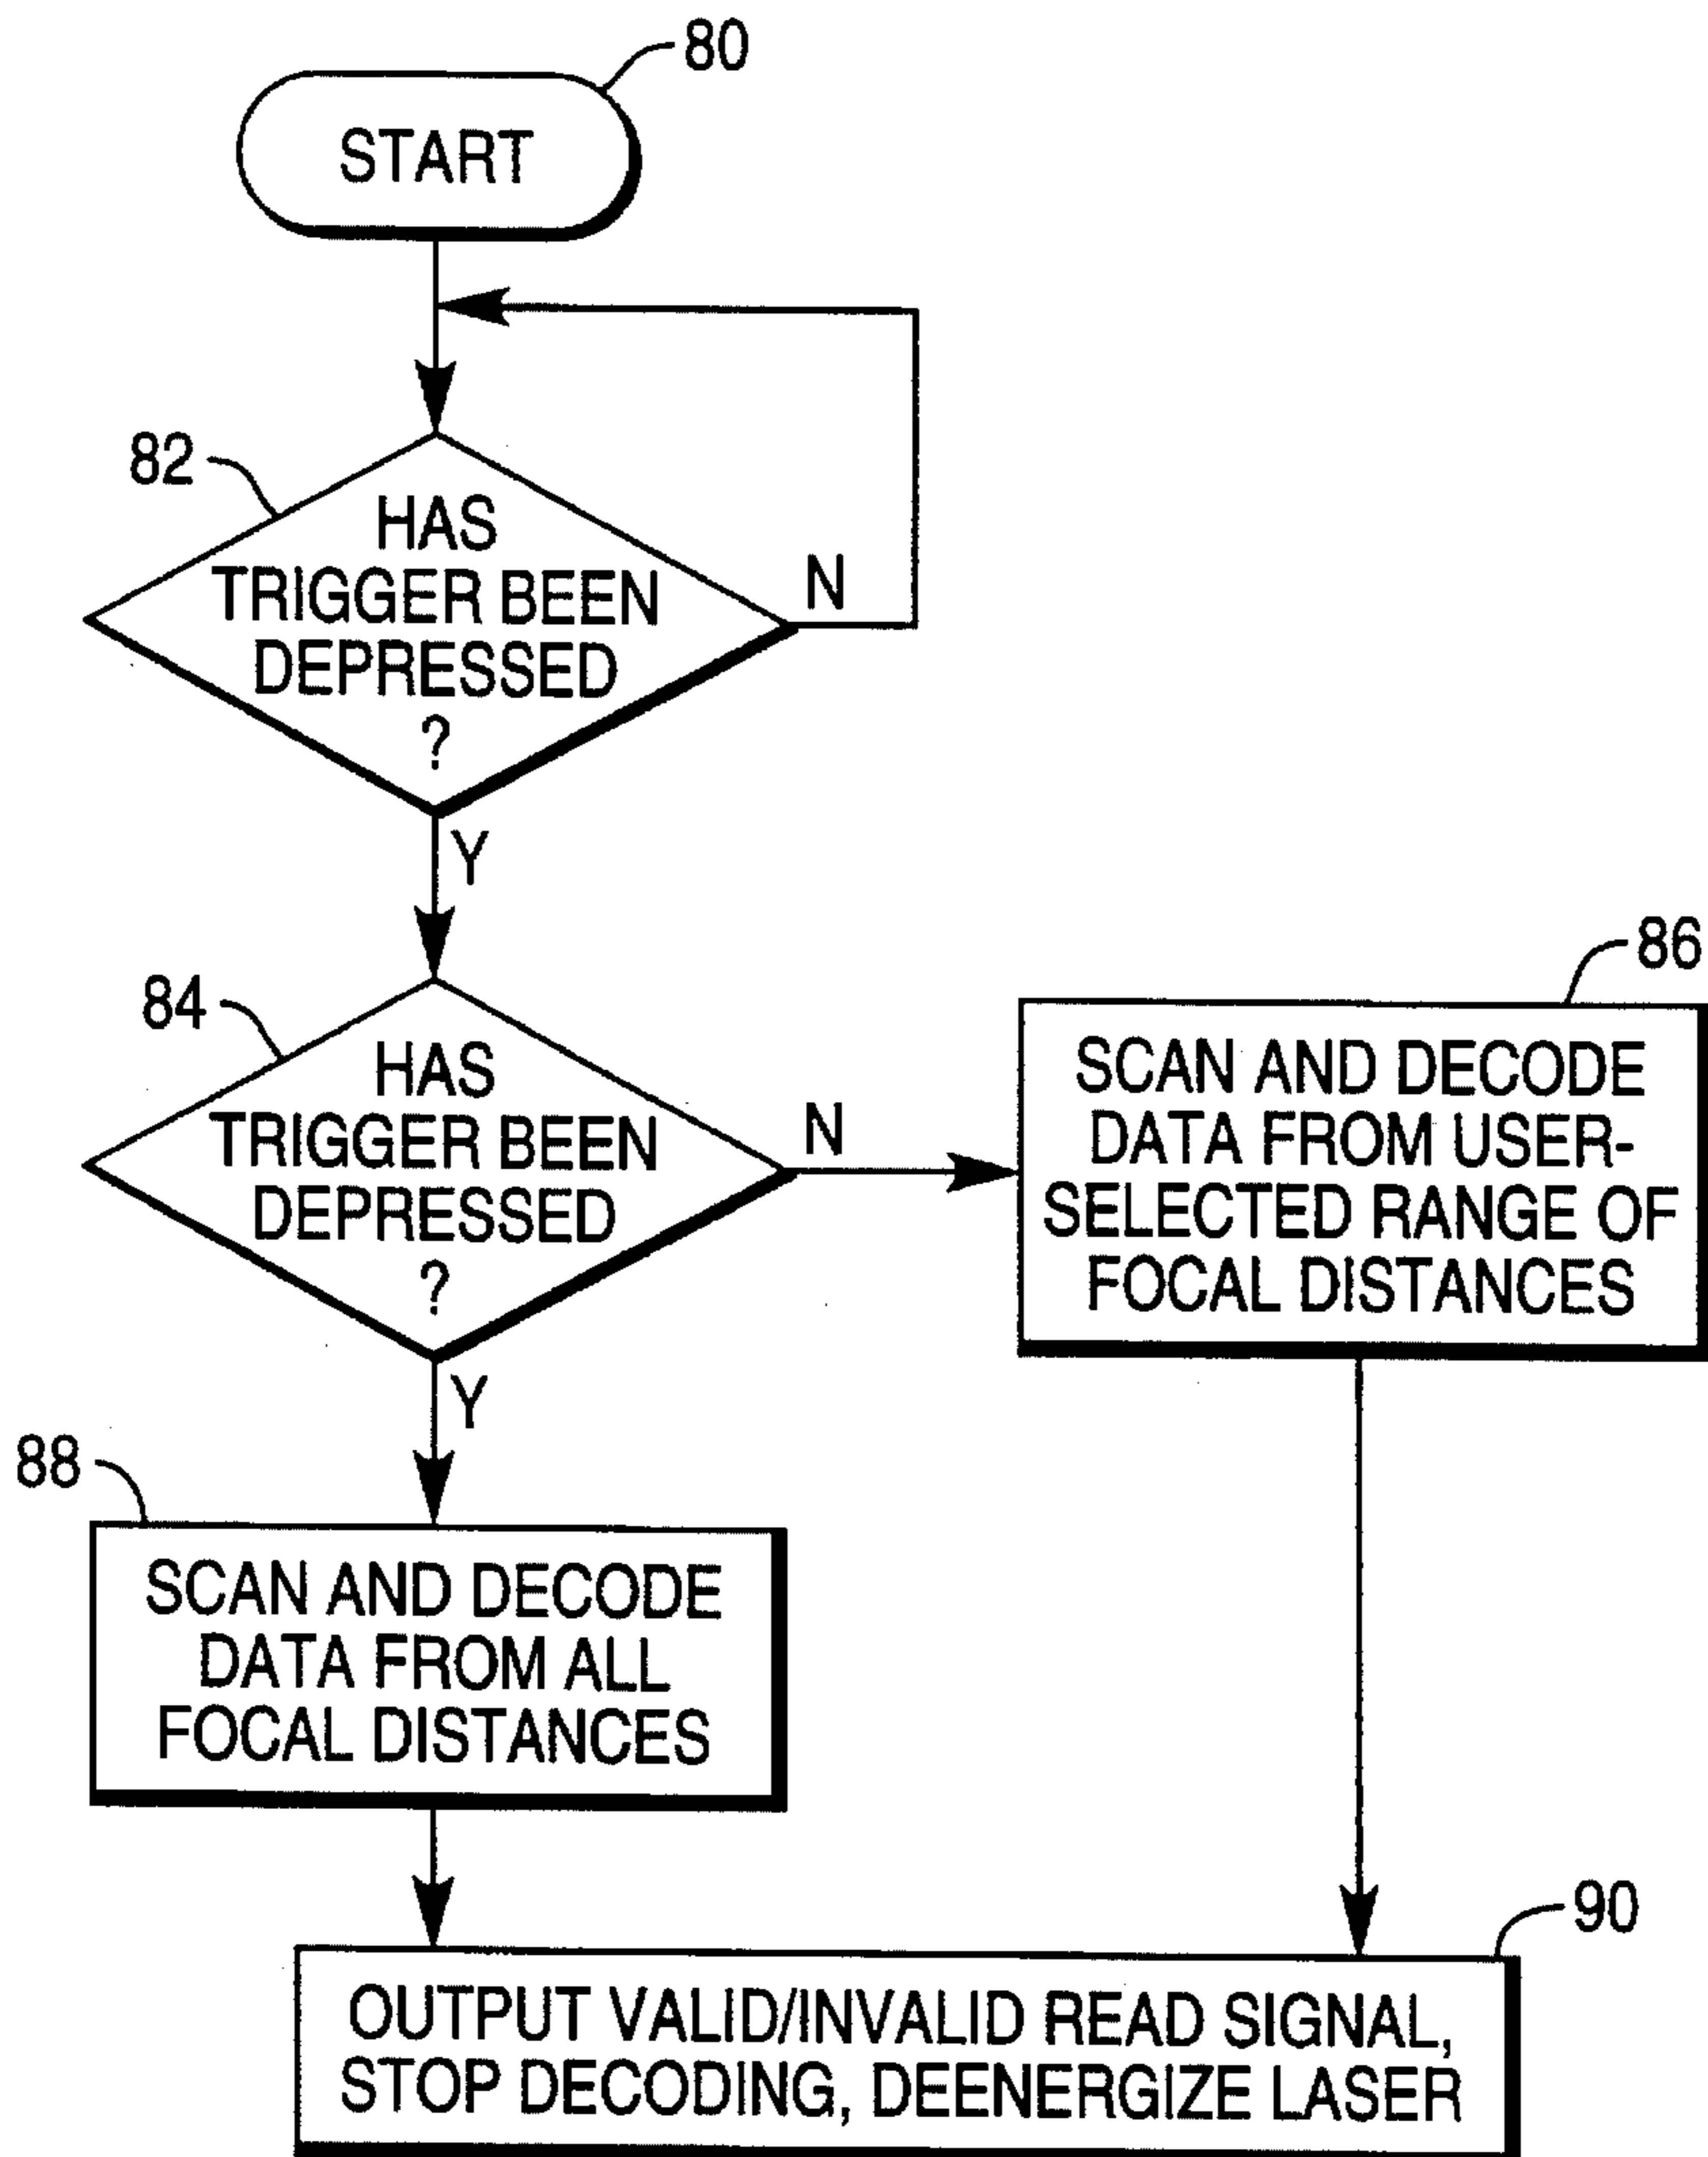 80
START
82
HAS
TRIGGER BEEN
DEPRESSED
?
N
Y
84
HAS
TRIGGER BEEN
DEPRESSED
?
N
Y
86
SCAN AND DECODE
DATA FROM USER-
SELECTED RANGE OF
FOCAL DISTANCES
88
SCAN AND DECODE
DATA FROM ALL
FOCAL DISTANCES
90
OUTPUT VALID/INVALID READ SIGNAL,
STOP DECODING, DEENERGIZE LASER